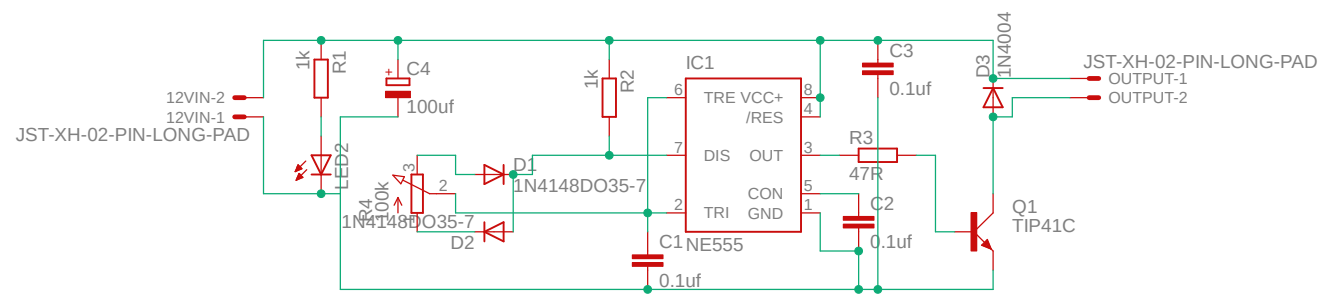 12VIN-2
12VIN-1
JST-XH-02-PIN-LONG-PAD
1k
R1
LED2
+
C4
100uf
1k
R2
R4
100k
3
2
1
D1
1N4148DO35-7
1N4148DO35-7
D2
C1
0.1uf
IC1
6
TRE
VCC+
8
/RES
4
7
DIS
OUT
3
CON
5
2
TRI
GND
1
NE555
C3
0.1uf
R3
47R
C2
0.1uf
D3
1N4004
JST-XH-02-PIN-LONG-PAD
OUTPUT-1
OUTPUT-2
Q1
TIP41C